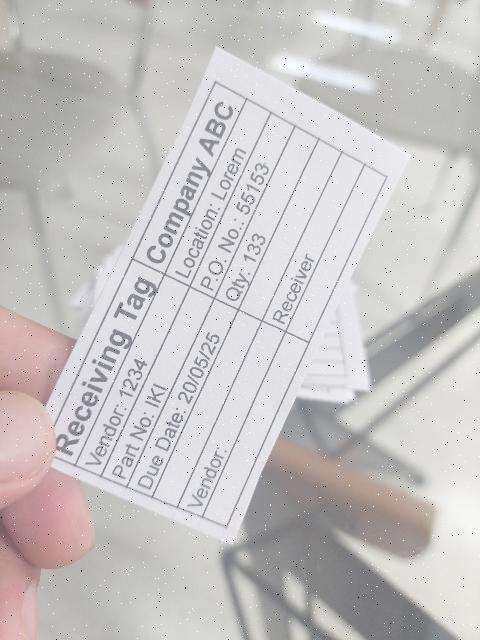 Receiving Tag Company ABC
Vendor: 1234 Location: Lorem
Part No: IKI P.O. No.: 55153
Due Date: 20/05/25 Qty: 133
Vendor: Receiver